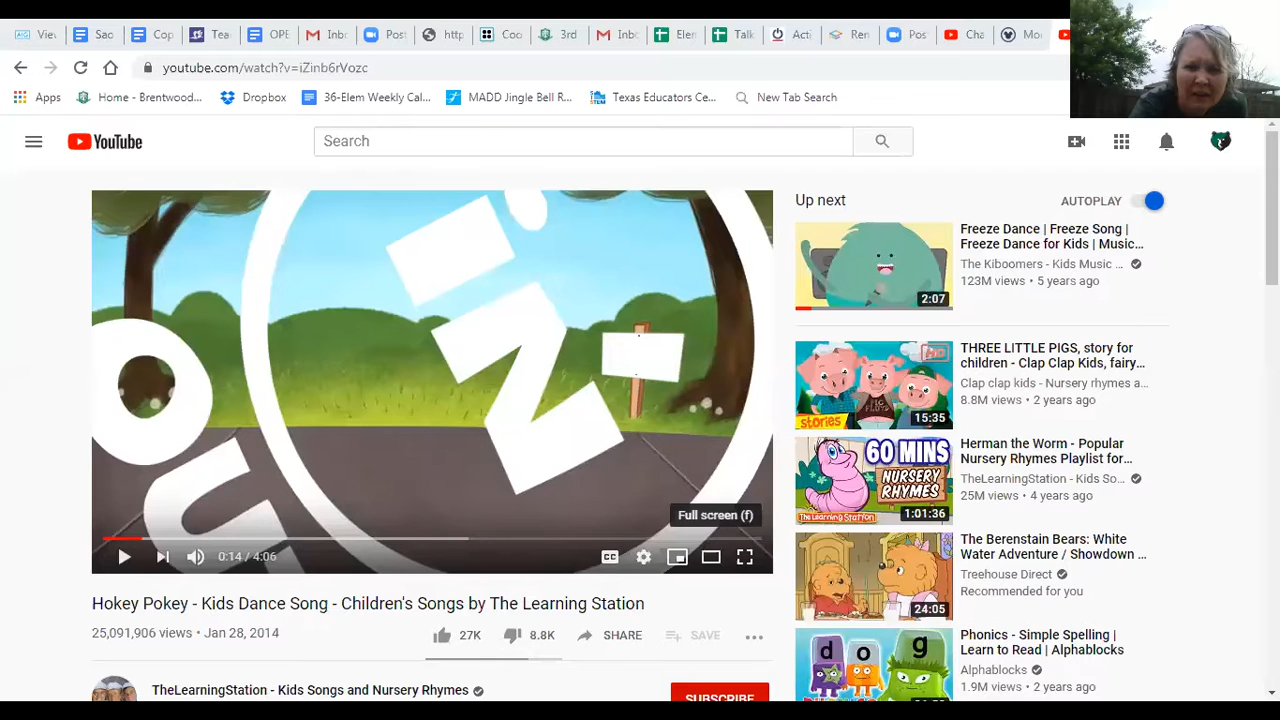 Viev Sao Cop Tea OPE Inb Pos http Coo 3rd Inb Elen Talk Acti Ren Pos Cha Mo
youtube.com/watch?v=iZinb6rVozc
Apps Home - Brentwood... Dropbox 36-Elem Weekly Cal... MADD Jingle Bell R... Texas Educators Ce... New Tab Search
YouTube
Search
Up next
AUTOPLAY
Freeze Dance | Freeze Song |
Freeze Dance for Kids | Music...
The Kiboomers - Kids Music ...
123M views • 5 years ago
2:07
THREE LITTLE PIGS, story for
children - Clap Clap Kids, fairy...
Clap clap kids - Nursery rhymes a...
8.8M views • 2 years ago
HD
PIG
FLOYD
stories
15:35
Herman the Worm - Popular
Nursery Rhymes Playlist for...
TheLearningStation - Kids So...
25M views • 4 years ago
60 MINS
NURSERY
RHYMES
TheLearningStation
1:01:36
The Berenstain Bears: White
Water Adventure / Showdown ...
Treehouse Direct
Recommended for you
24:05
Phonics - Simple Spelling |
Learn to Read | Alphablocks
Alphablocks
1.9M views • 2 years ago
d o g
Full screen (f)
0:14 / 4:06
CC
Hokey Pokey - Kids Dance Song - Children's Songs by The Learning Station
25,091,906 views • Jan 28, 2014
27K 8.8K SHARE SAVE
TheLearningStation - Kids Songs and Nursery Rhymes
SUBSCRIBE